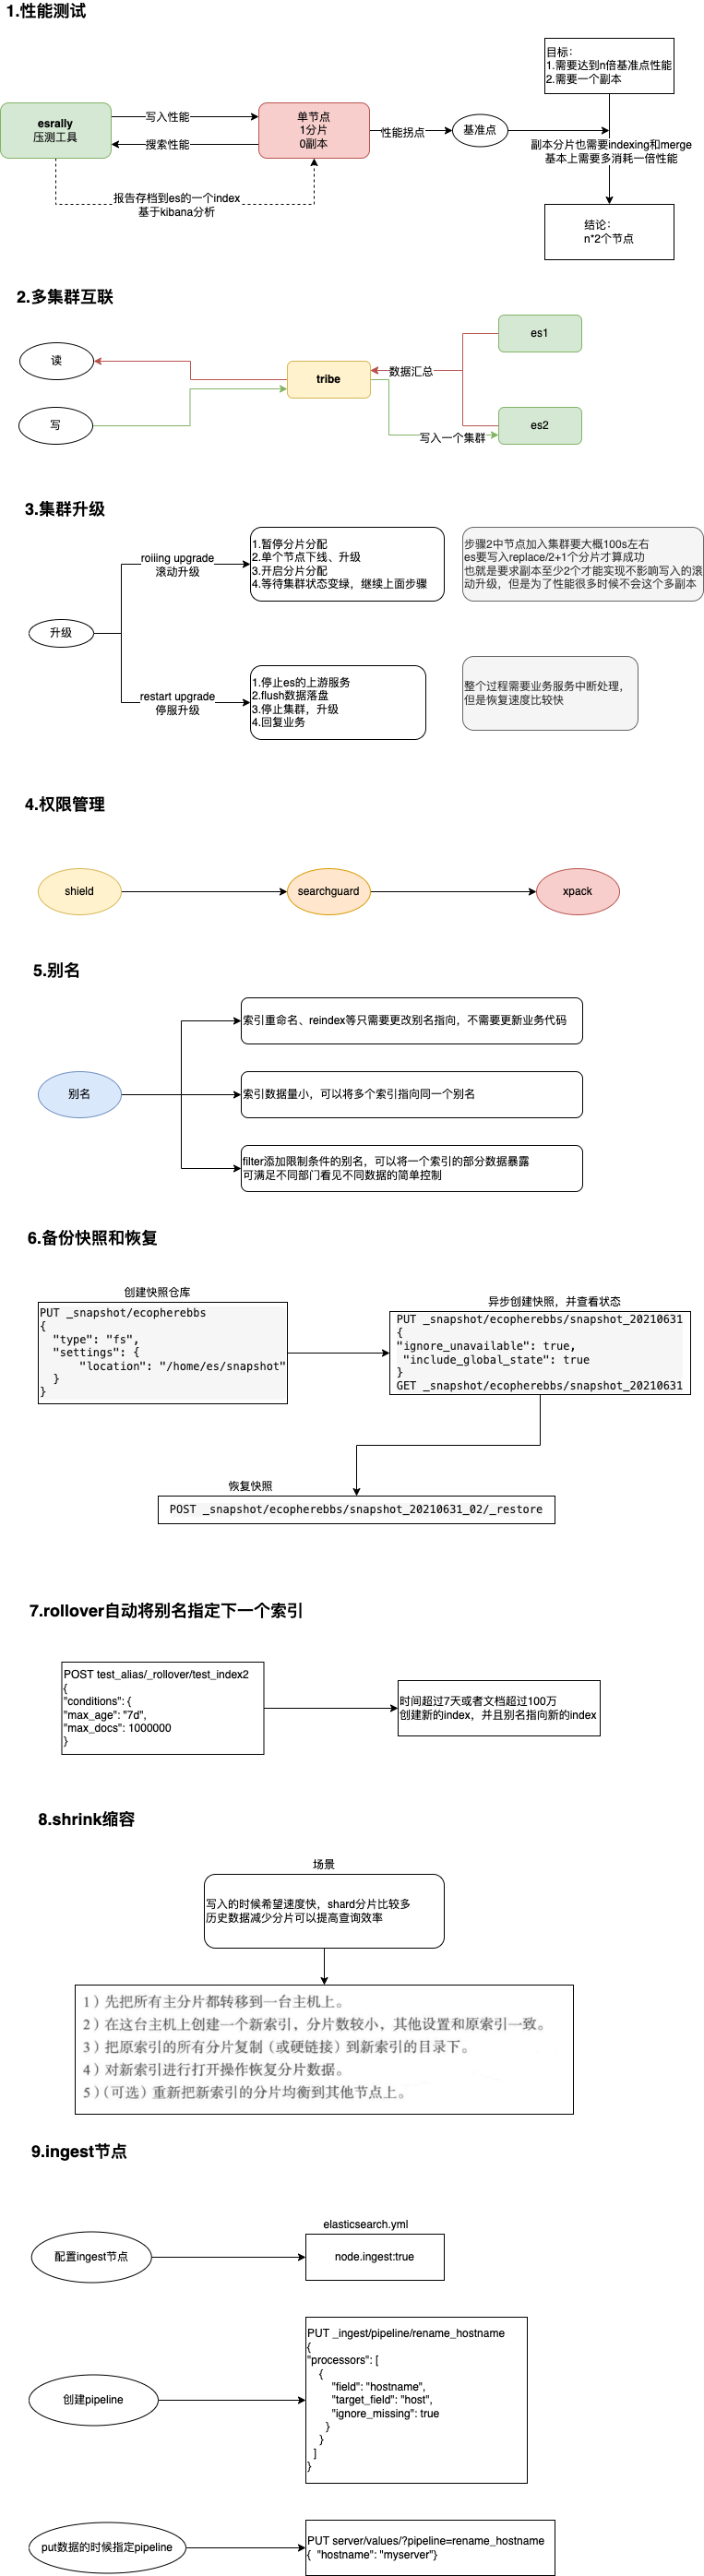 1.性能测试
目标：
1.需要达到n倍基准点性能
2.需要一个副本
esrally
压测工具
写入性能
搜索性能
单节点
1分片
0副本
性能拐点
基准点
副本分片也需要indexing和merge
基本上需要多消耗一倍性能
报告存档到es的一个index
基于kibana分析
结论：
n*2个节点
2.多集群互联
es1
读
tribe
数据汇总
写
es2
写入一个集群
3.集群升级
roiiing upgrade
滚动升级
1.暂停分片分配
2.单个节点下线、升级
3.开启分片分配
4.等待集群状态变绿，继续上面步骤
步骤2中节点加入集群要大概100s左右
es要写入replace/2+1个分片才算成功
也就是要求副本至少2个才能实现不影响写入的滚
动升级，但是为了性能很多时候不会这个多副本
升级
restart upgrade
停服升级
1.停止es的上游服务
2.flush数据落盘
3.停止集群，升级
4.回复业务
整个过程需要业务服务中断处理，
但是恢复速度比较快
4.权限管理
shield
searchguard
xpack
5.别名
索引重命名、reindex等只需要更改别名指向，不需要更新业务代码
别名
索引数据量小，可以将多个索引指向同一个别名
filter添加限制条件的别名，可以将一个索引的部分数据暴露
可满足不同部门看见不同数据的简单控制
6.备份快照和恢复
创建快照仓库
PUT _snapshot/ecopherebbs
{
"type": "fs",
"settings": {
"location": "/home/es/snapshot"
}
}
异步创建快照，并查看状态
PUT _snapshot/ecopherebbs/snapshot_20210631
{
"ignore_unavailable": true,
"include_global_state": true
}
GET _snapshot/ecopherebbs/snapshot_20210631
恢复快照
POST _snapshot/ecopherebbs/snapshot_20210631_02/_restore
7.rollover自动将别名指定下一个索引
POST test_alias/_rollover/test_index2
{
"conditions": {
"max_age": "7d",
"max_docs": 1000000
}
时间超过7天或者文档超过100万
创建新的index，并且别名指向新的index
8.shrink缩容
场景
写入的时候希望速度快，shard分片比较多
历史数据减少分片可以提高查询效率
1）先把所有主分片都转移到一台主机上。
2）在这台主机上创建一个新索引，分片数较小，其他设置和原索引一致。
3）把原索引的所有分片复制（或硬链接）到新索引的目录下。
4）对新索引进行打开操作恢复分片数据。
5）（可选）重新把新索引的分片均衡到其他节点上。
9.ingest节点
elasticsearch.yml
配置ingest节点
node.ingest:true
PUT _ingest/pipeline/rename_hostname
{
"processors": [
{
"field": "hostname",
"target_field": "host",
"ignore_missing": true
}
}
]
}
创建pipeline
put数据的时候指定pipeline
PUT server/values/?pipeline=rename_hostname
{ "hostname": "myserver"}